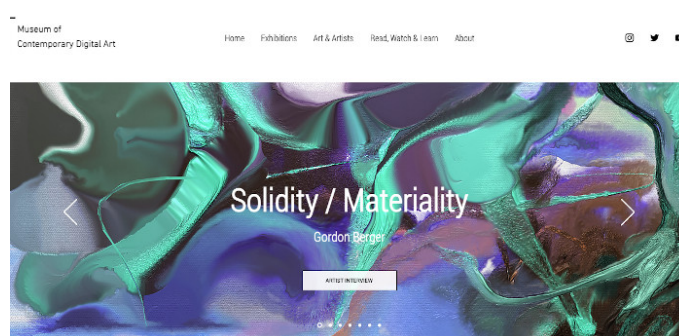 Museum of
Contemporary Digital Art
Home Exhibitions Art & Artists Read, Watch & Learn About
Solidity / Materiality
Gordon Berger
ARTIST INTERVIEW